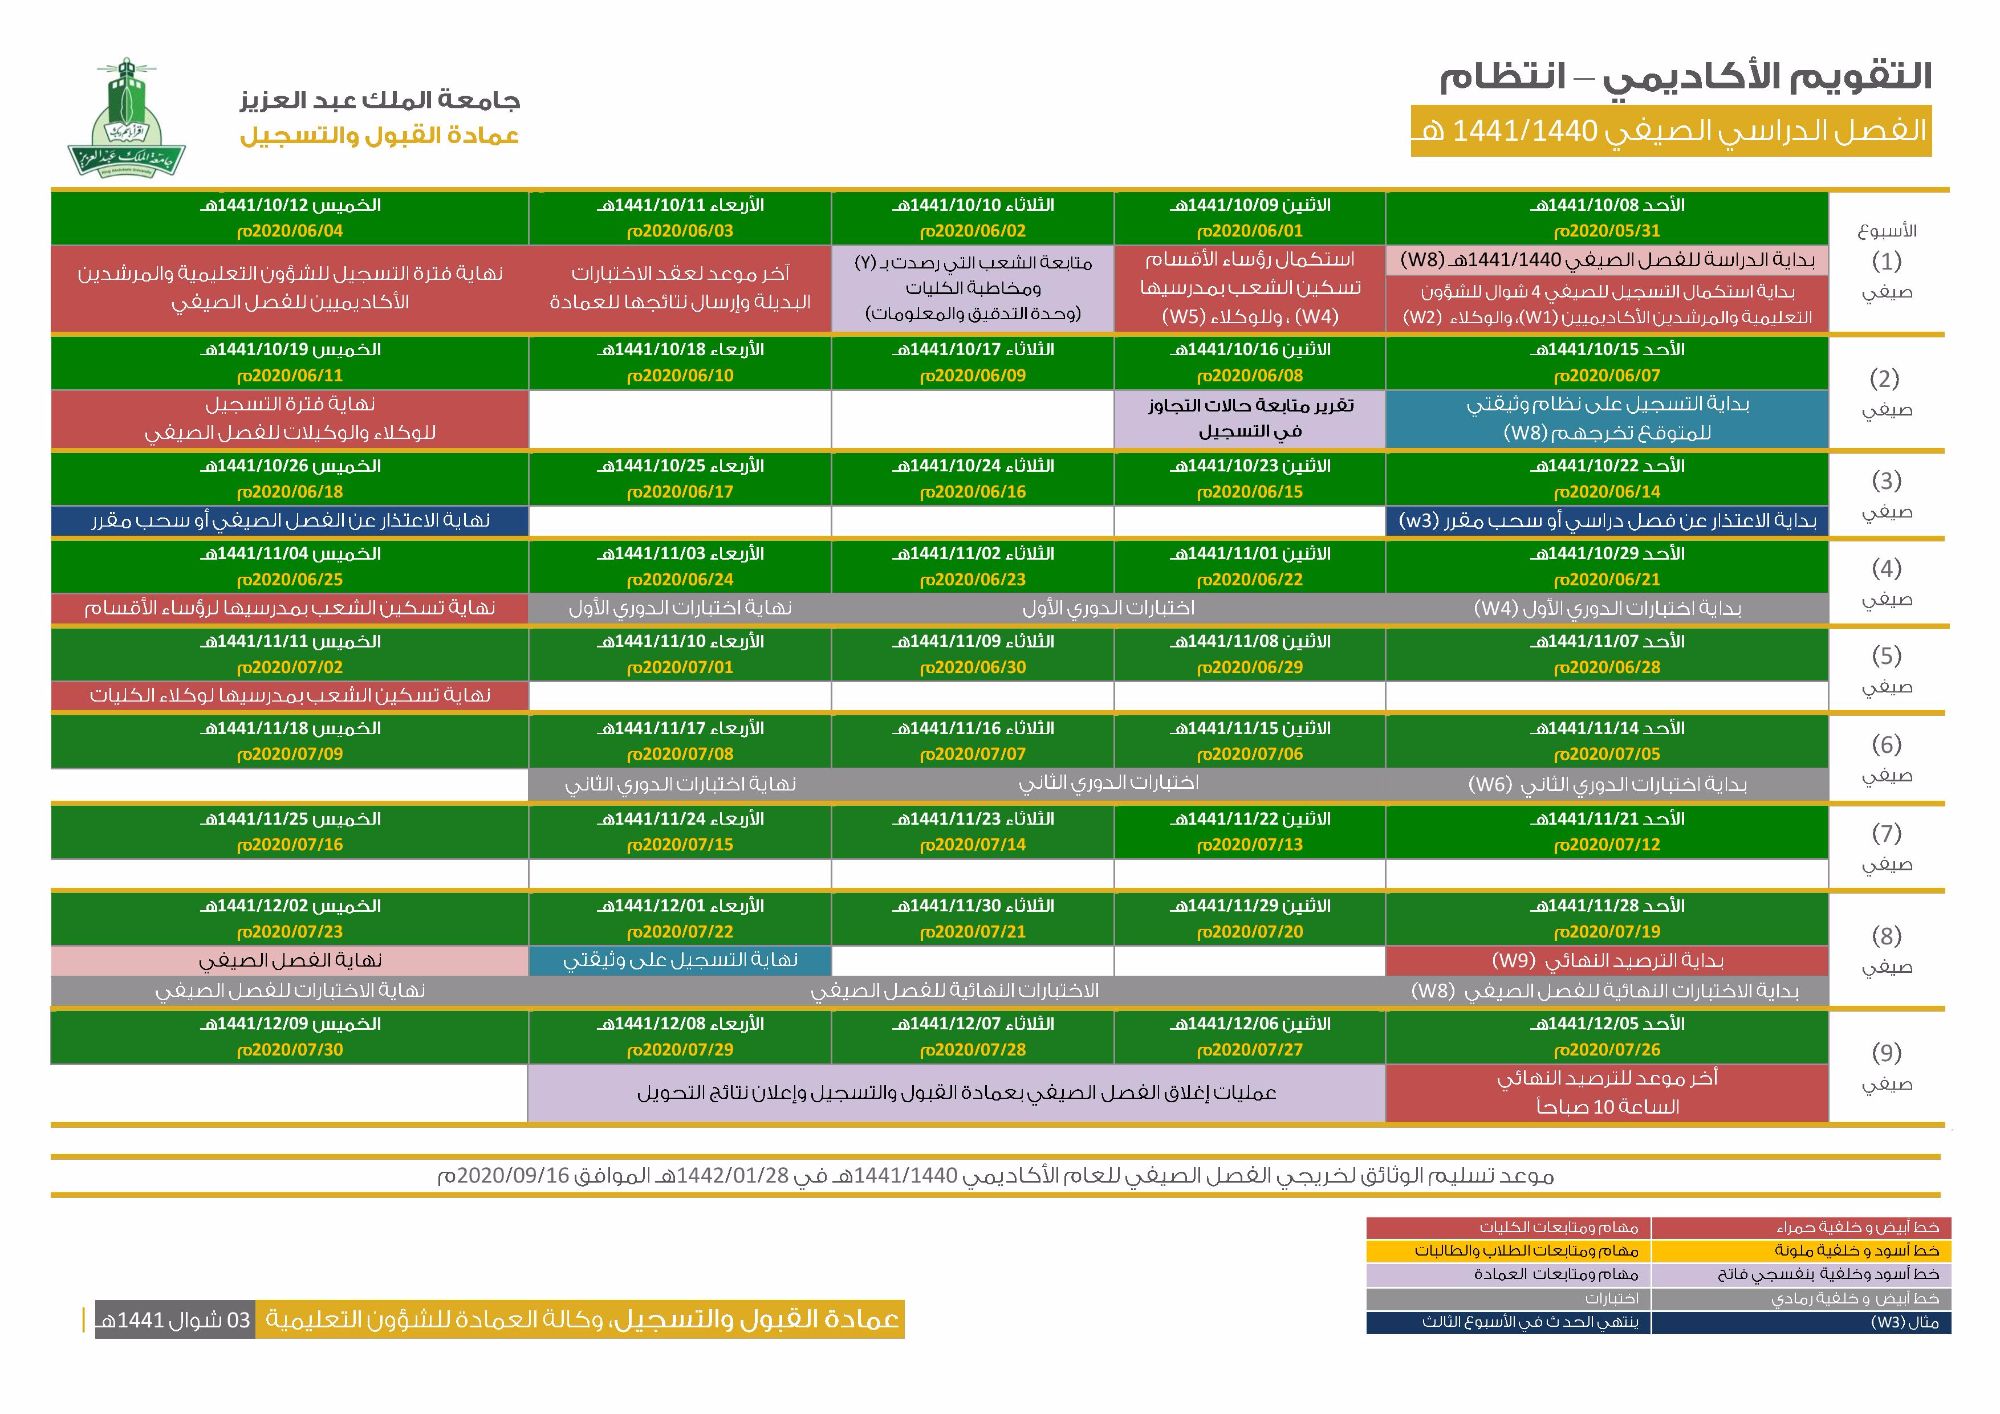 التقويم الأكاديمي – انتظام
الفصل الدراسي الصيفي 1441/1440 هـ
جامعة الملك عبد العزيز
عمادة القبول والتسجيل
اقرأ باسم ربك
جامعة الملك عبد العزيز
King Abdulaziz University
الأسبوع
(1)
صيفي
الأحد 1441/10/08هـ
2020/05/31م
الاثنين 1441/10/09هـ
2020/06/01م
الثلاثاء 1441/10/10هـ
2020/06/02م
الأربعاء 1441/10/11هـ
2020/06/03م
الخميس 1441/10/12هـ
2020/06/04م
بداية الدراسة للفصل الصيفي 1441/1440هـ (W8)
بداية استكمال التسجيل للصيفي 4 شوال للشؤون
التعليمية والمرشدين الأكاديميين (W1)، والوكلاء (W2)
استكمال رؤساء الأقسام
تسكين الشعب بمدرسيها
(W4) ، وللوكلاء (W5)
متابعة الشعب التي رصدت بـ (٧)
ومخاطبة الكليات
(وحدة التدقيق والمعلومات)
آخر موعد لعقد الاختبارات
البديلة وإرسال نتائجها للعمادة
نهاية فترة التسجيل للشؤون التعليمية والمرشدين
الأكاديميين للفصل الصيفي
(2)
صيفي
الأحد 1441/10/15هـ
2020/06/07م
الاثنين 1441/10/16هـ
2020/06/08م
الثلاثاء 1441/10/17هـ
2020/06/09م
الأربعاء 1441/10/18هـ
2020/06/10م
الخميس 1441/10/19هـ
2020/06/11م
بداية التسجيل على نظام وثيقتي
للمتوقع تخرجهم (W8)
تقرير متابعة حالات التجاوز
في التسجيل
نهاية فترة التسجيل
للوكلاء والوكيلات للفصل الصيفي
(3)
صيفي
الأحد 1441/10/22هـ
2020/06/14م
الاثنين 1441/10/23هـ
2020/06/15م
الثلاثاء 1441/10/24هـ
2020/06/16م
الأربعاء 1441/10/25هـ
2020/06/17م
الخميس 1441/10/26هـ
2020/06/18م
بداية الاعتذار عن فصل دراسي أو سحب مقرر (w3)
نهاية الاعتذار عن الفصل الصيفي أو سحب مقرر
(4)
صيفي
الأحد 1441/10/29هـ
2020/06/21م
الاثنين 1441/11/01هـ
2020/06/22م
الثلاثاء 1441/11/02هـ
2020/06/23م
الأربعاء 1441/11/03هـ
2020/06/24م
الخميس 1441/11/04هـ
2020/06/25م
بداية اختبارات الدوري الأول (W4)
اختبارات الدوري الأول
نهاية اختبارات الدوري الأول
نهاية تسكين الشعب بمدرسيها لرؤساء الأقسام
(5)
صيفي
الأحد 1441/11/07هـ
2020/06/28م
الاثنين 1441/11/08هـ
2020/06/29م
الثلاثاء 1441/11/09هـ
2020/06/30م
الأربعاء 1441/11/10هـ
2020/07/01م
الخميس 1441/11/11هـ
2020/07/02م
نهاية تسكين الشعب بمدرسيها لوكلاء الكليات
(6)
صيفي
الأحد 1441/11/14هـ
2020/07/05م
الاثنين 1441/11/15هـ
2020/07/06م
الثلاثاء 1441/11/16هـ
2020/07/07م
الأربعاء 1441/11/17هـ
2020/07/08م
الخميس 1441/11/18هـ
2020/07/09م
بداية اختبارات الدوري الثاني (W6)
اختبارات الدوري الثاني
نهاية اختبارات الدوري الثاني
(7)
صيفي
الأحد 1441/11/21هـ
2020/07/12م
الاثنين 1441/11/22هـ
2020/07/13م
الثلاثاء 1441/11/23هـ
2020/07/14م
الأربعاء 1441/11/24هـ
2020/07/15م
الخميس 1441/11/25هـ
2020/07/16م
(8)
صيفي
الأحد 1441/11/28هـ
2020/07/19م
الاثنين 1441/11/29هـ
2020/07/20م
الثلاثاء 1441/11/30هـ
2020/07/21م
الأربعاء 1441/12/01هـ
2020/07/22م
الخميس 1441/12/02هـ
2020/07/23م
بداية الترصيد النهائي (W9)
نهاية التسجيل على وثيقتي
نهاية الفصل الصيفي
بداية الاختبارات النهائية للفصل الصيفي (W8)
الاختبارات النهائية للفصل الصيفي
نهاية الاختبارات للفصل الصيفي
(9)
صيفي
الأحد 1441/12/05هـ
2020/07/26م
الاثنين 1441/12/06هـ
2020/07/27م
الثلاثاء 1441/12/07هـ
2020/07/28م
الأربعاء 1441/12/08هـ
2020/07/29م
الخميس 1441/12/09هـ
2020/07/30م
أخر موعد للترصيد النهائي
الساعة 10 صباحاً
عمليات إغلاق الفصل الصيفي بعمادة القبول والتسجيل وإعلان نتائج التحويل
موعد تسليم الوثائق لخريجي الفصل الصيفي للعام الأكاديمي 1441/1440هـ في 1442/01/28هـ الموافق 2020/09/16م
خط أبيض و خلفية حمراء
مهام ومتابعات الكليات
خط أسود و خلفية ملونة
مهام ومتابعات الطلاب والطالبات
خط أسود وخلفية بنفسجي فاتح
مهام ومتابعات العمادة
خط أبيض و خلفية رمادي
اختبارات
مثال (W3)
ينتهي الحدث في الأسبوع الثالث
عمادة القبول والتسجيل، وكالة العمادة للشؤون التعليمية
03 شوال 1441هـ